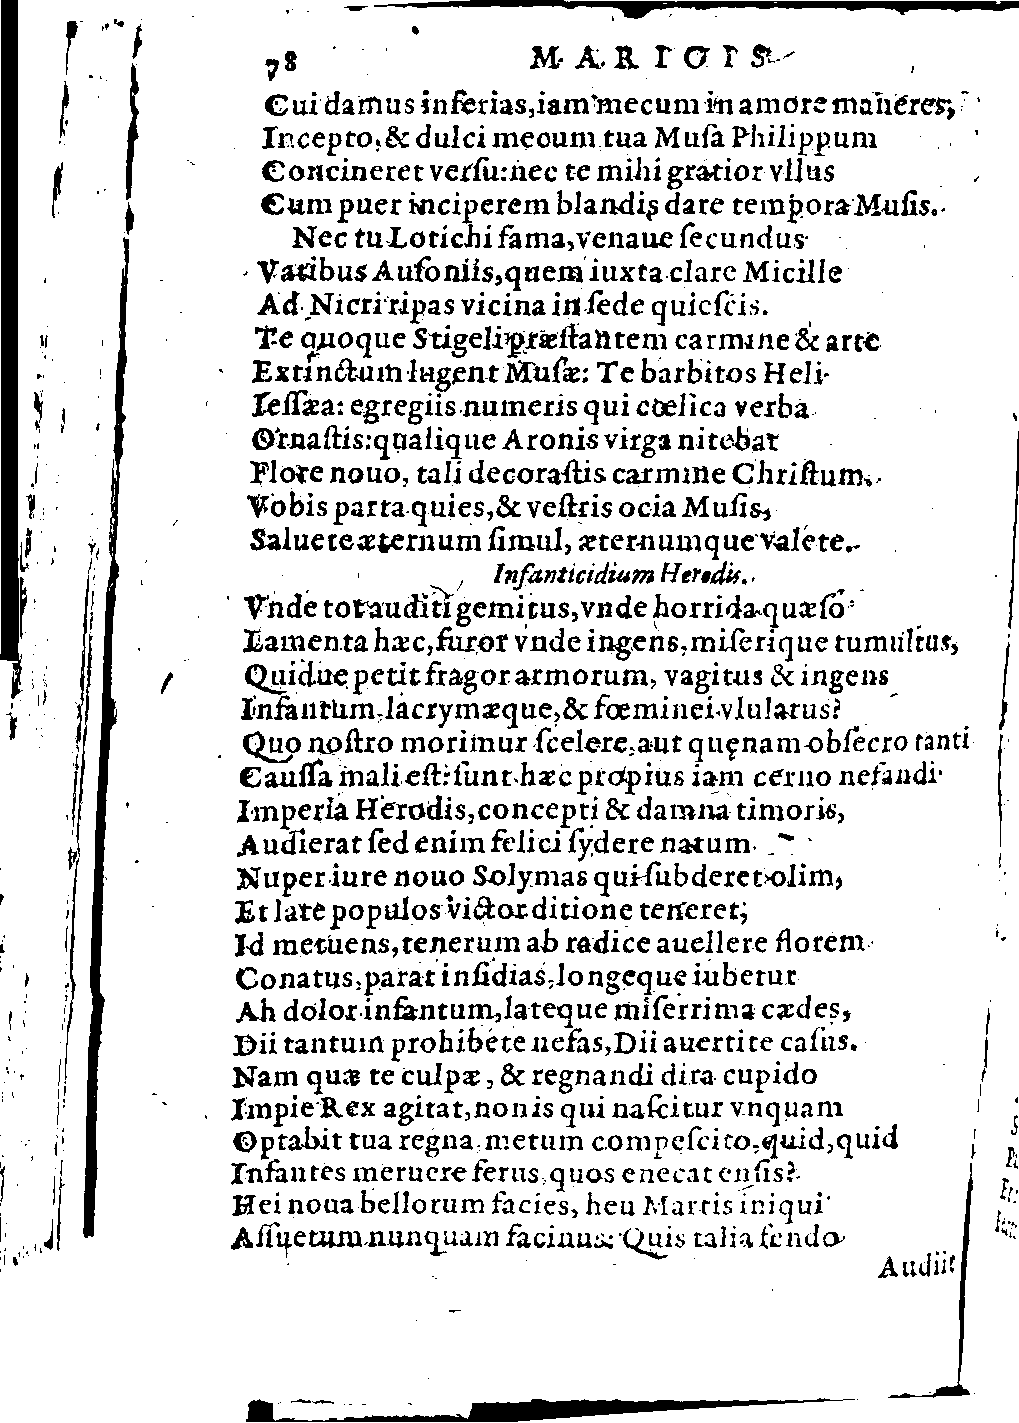 78 MARIOIS
Cui damus inferias, iam mecum in amore maneres,
Incepto, & dulci mecum tua Muſa Philippum
Concineret verſu: nec te mihi gratior vllus
Cum puer inciperem blandis dare tempora Muſis.
Nec tu Lotichi fama, venaue ſecundus
Vatibus Auſoniis, quem iuxta clare Micille
Ad Nicri ripas vicina in ſede quieſcis.
Te quoque Stigeli præſtantem carmine & arte
Extinctum lugent Muſæ: Te barbitos Heli
Ieſſæa: egregiis numeris qui cœlica verba
Ornaſtis: qualique Aronis virga nitebat
Flore nouo, tali decoraſtis carmine Chriſtum.
Vobis parta quies, & veſtris ocia Muſis,
Saluete æternum ſimul, æternumque valete.
Infanticidium Herodis.
Vnde tot auditi gemitus, vnde horrida quæſo
Lamenta hæc, furor vnde ingens, miſerique tumultus,
Quidue petit fragor armorum, vagitus & ingens
Infantum, lacrymæque, & fœminei vlulatus?
Quo noſtro morimur ſcelere, aut quęnam obſecro tanti
Cauſſa mali eſt: ſunt hæc propius iam cerno nefandi
Imperia Herodis, concepti & damna timoris,
Audierat ſed enim felici ſydere natum
Nuper iure nouo Solymas qui ſubderet olim,
Et late populos victor ditione teneret;
Id metuens, tenerum ab radice auellere florem
Conatus, parat inſidias, longeque iubetur
Ah dolor infantum, lateque miſerrima cædes,
Dii tantum prohibete nefas, Dii auertite caſus.
Nam quæ te culpæ, & regnandi dira cupido
Impie Rex agitat, non is qui naſcitur vnquam
Optabit tua regna, metum compeſcito, quid, quid
Infantes meruere ferus, quos enecat enſis?
Hei noua bellorum facies, heu Martis iniqui
Aſſuetum nunquam facinus: Quis talia fendo
Audiit